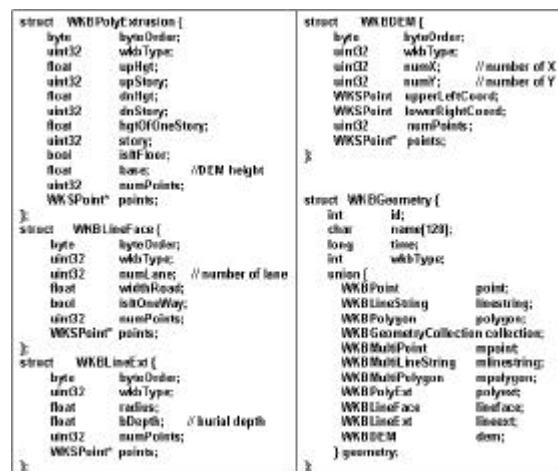 struct WKBPolyExtrusion {
byte byteOrder;
uint32 wkbType;
float upHgt;
uint32 upStory;
float dnHgt;
uint32 dnStory;
float hgtOfOneStory;
uint32 story;
bool isItFloor;
float base; //DEM height
uint32 numPoints;
WKSPoint* points;
};
struct WKBLineFace {
byte byteOrder;
uint32 wkbType;
uint32 numLane; // number of lane
float widthRoad;
bool isItOneWay;
uint32 numPoints;
WKSPoint* points;
};
struct WKBLineExt {
byte byteOrder;
uint32 wkbType;
float radius;
float bDepth; // burial depth
uint32 numPoints;
WKSPoint* points;
};
struct WKBDEM {
byte byteOrder;
uint32 wkbType;
uint32 numX; //number of X
uint32 numY; //number of Y
WKSPoint upperLeftCoord;
WKSPoint lowerRightCoord;
uint32 numPoints;
WKSPoint* points;
};
struct WKBGeometry {
int id;
char name[128];
long time;
int wkbType;
union {
WKBPoint point;
WKBLineString linestring;
WKBPolygon polygon;
WKBGeometryCollection collection;
WKBMultiPoint mpoint;
WKBMultiLineString mlinestring;
WKBMultiPolygon mpolygon;
WKBPolyExt polyext;
WKBLineFace lineface;
WKBLineExt lineext;
WKBDEM dem;
} geometry;
};